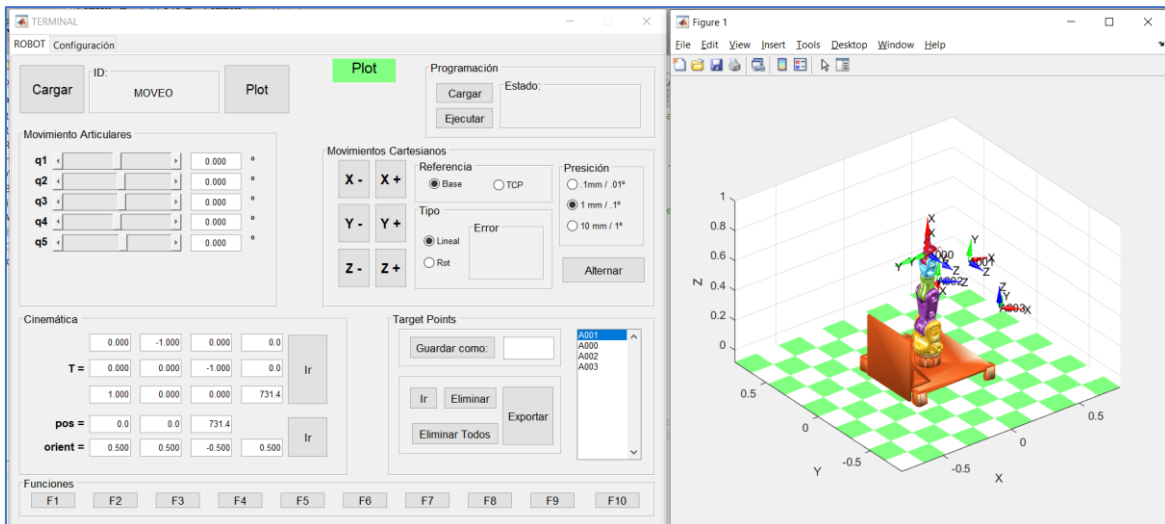 TERMINAL
ROBOT Configuración
Cargar
ID:
MOVEO
Plot
Plot
Programación
Cargar
Ejecutar
Estado:
Movimiento Articulares
q1 0.000 º
q2 0.000 º
q3 0.000 º
q4 0.000 º
q5 0.000 º
Movimientos Cartesianos
X - X +
Y - Y +
Z - Z +
Referencia
Base TCP
Tipo
Lineal
Rot
Error
Presición
.1mm / .01º
1 mm / .1º
10 mm / 1º
Alternar
Cinemática
0.000 -1.000 0.000 0.0
T = 0.000 0.000 -1.000 0.0
1.000 0.000 0.000 731.4
Ir
pos = 0.0 0.0 731.4
orient = 0.500 0.500 -0.500 0.500
Ir
Target Points
Guardar como:
Ir Eliminar
Eliminar Todos
Exportar
A001
A000
A002
A003
Funciones
F1 F2 F3 F4 F5 F6 F7 F8 F9 F10
Figure 1
File Edit View Insert Tools Desktop Window Help
1
0.8
0.6
0.4
0.2
0
Z
0.5
0
-0.5
Y
-0.5
0
0.5
X
X
X
Y
Y
Z
Z
X
A002
Z
Y
X
A001
Z
Z
Y
A003
X